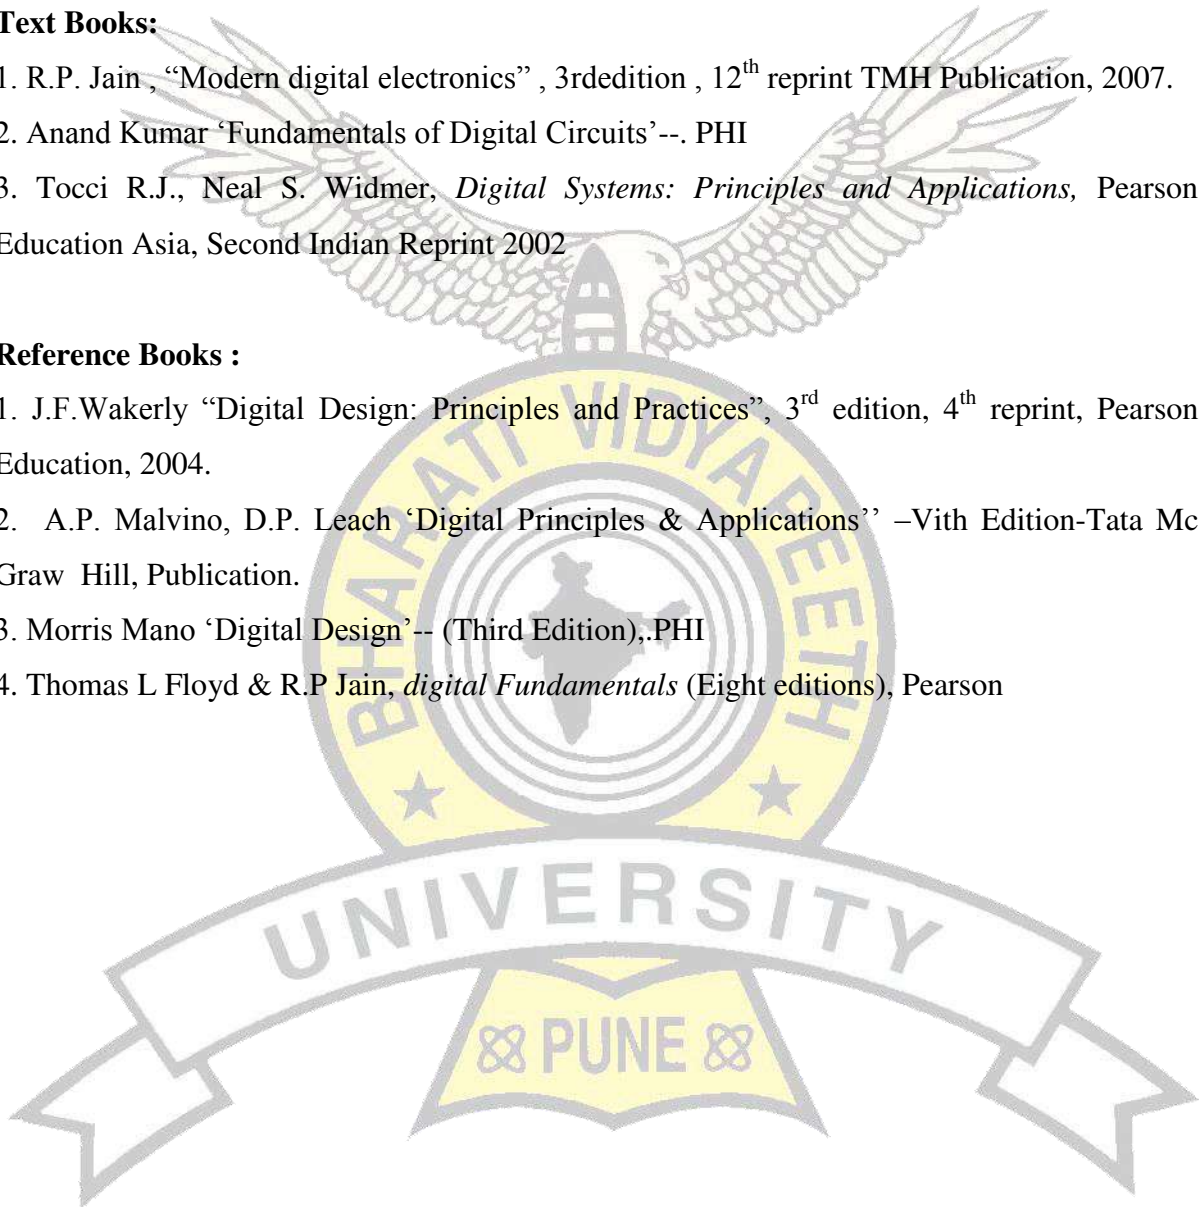 Text Books:
1. R.P. Jain , “Modern digital electronics” , 3rdedition , 12th reprint TMH Publication, 2007.
2. Anand Kumar ‘Fundamentals of Digital Circuits’--. PHI
3. Tocci R.J., Neal S. Widmer, Digital Systems: Principles and Applications, Pearson
Education Asia, Second Indian Reprint 2002
Reference Books :
1. J.F.Wakerly “Digital Design: Principles and Practices”, 3rd edition, 4th reprint, Pearson
Education, 2004.
2. A.P. Malvino, D.P. Leach ‘Digital Principles & Applications’’ –Vith Edition-Tata Mc
Graw Hill, Publication.
3. Morris Mano ‘Digital Design’-- (Third Edition),.PHI
4. Thomas L Floyd & R.P Jain, digital Fundamentals (Eight editions), Pearson
BHARATI VIDYAPEETH
UNIVERSITY
PUNE